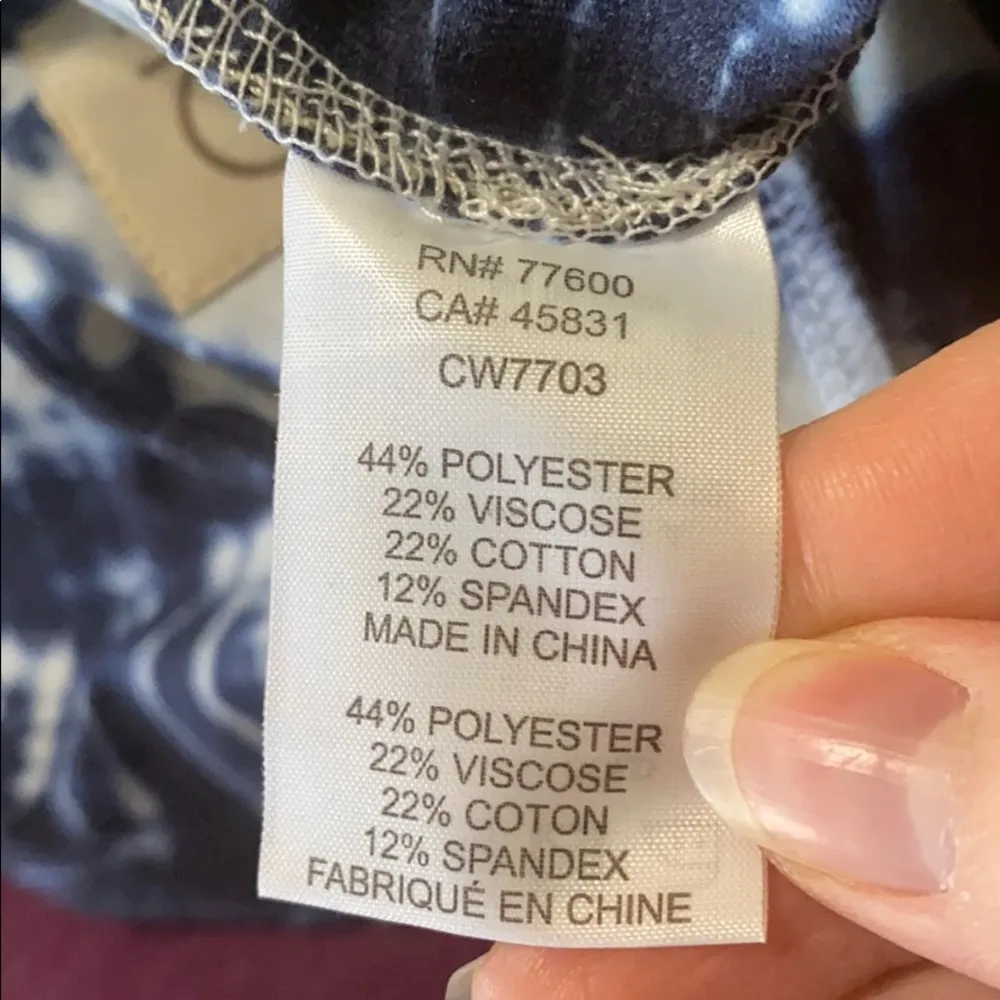 RN# 77600
CA# 45831
CW7703
44% POLYESTER
22% VISCOSE
22% COTTON
12% SPANDEX
MADE IN CHINA
44% POLYESTER
22% VISCOSE
22% COTON
12% SPANDEX
FABRIQUÉ EN CHINE